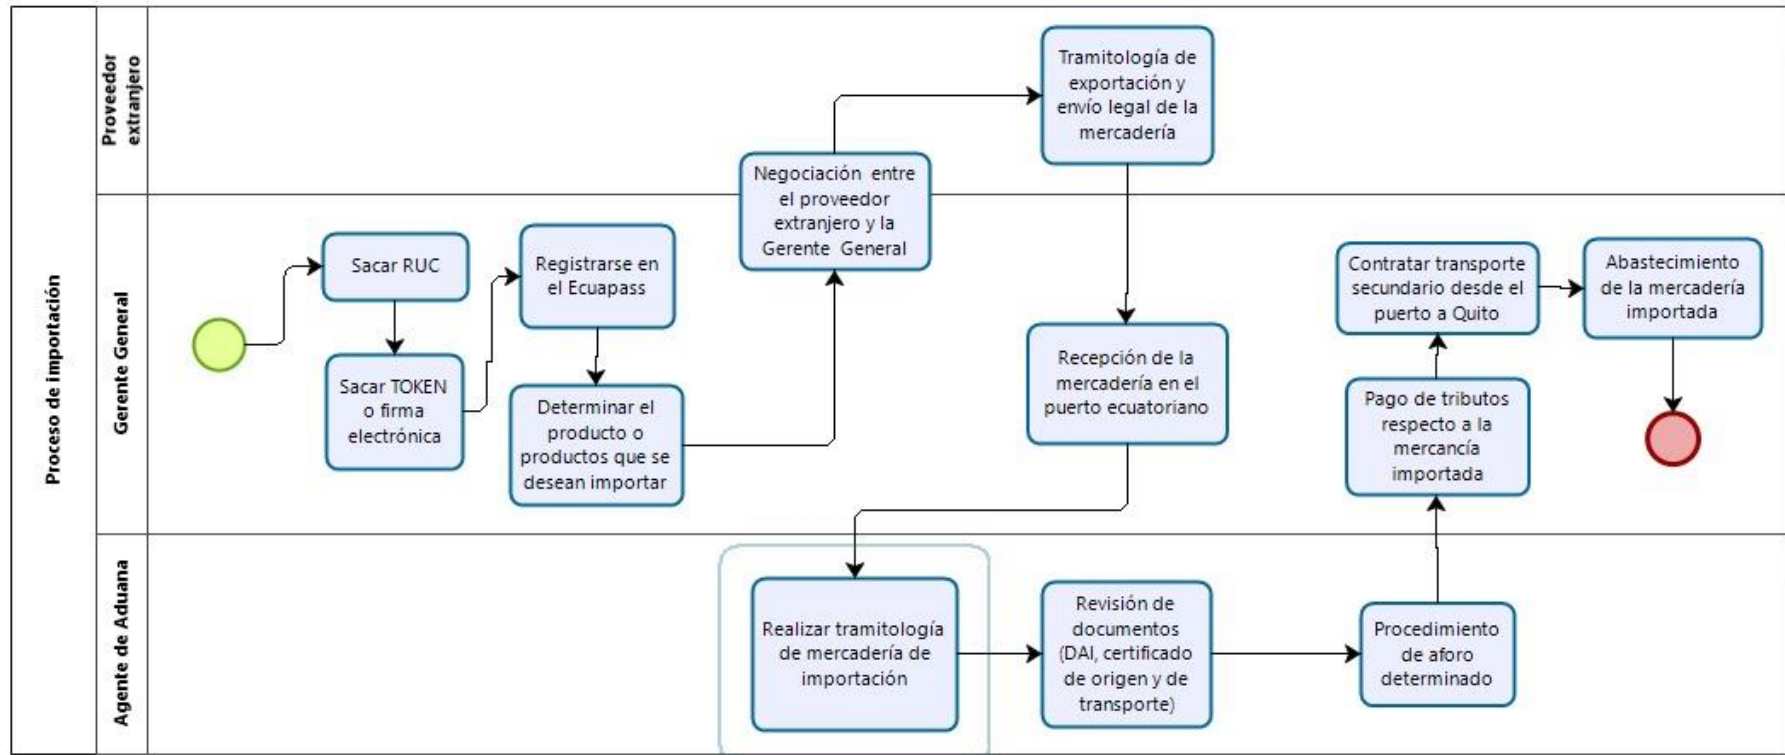 Proceso de importación
Proveedor
extranjero
Tramitología de
exportación y
envío legal de la
mercadería
Gerente General
Sacar RUC
Sacar TOKEN
o firma
electrónica
Registrarse en
el Ecuapass
Determinar el
producto o
productos que se
desean importar
Negociación entre
el proveedor
extranjero y la
Gerente General
Recepción de la
mercadería en el
puerto ecuatoriano
Contratar transporte
secundario desde el
puerto a Quito
Abastecimiento
de la mercadería
importada
Pago de tributos
respecto a la
mercancía
importada
Agente de Aduana
Realizar tramitología
de mercadería de
importación
Revisión de
documentos
(DAI, certificado
de origen y de
transporte)
Procedimiento
de aforo
determinado